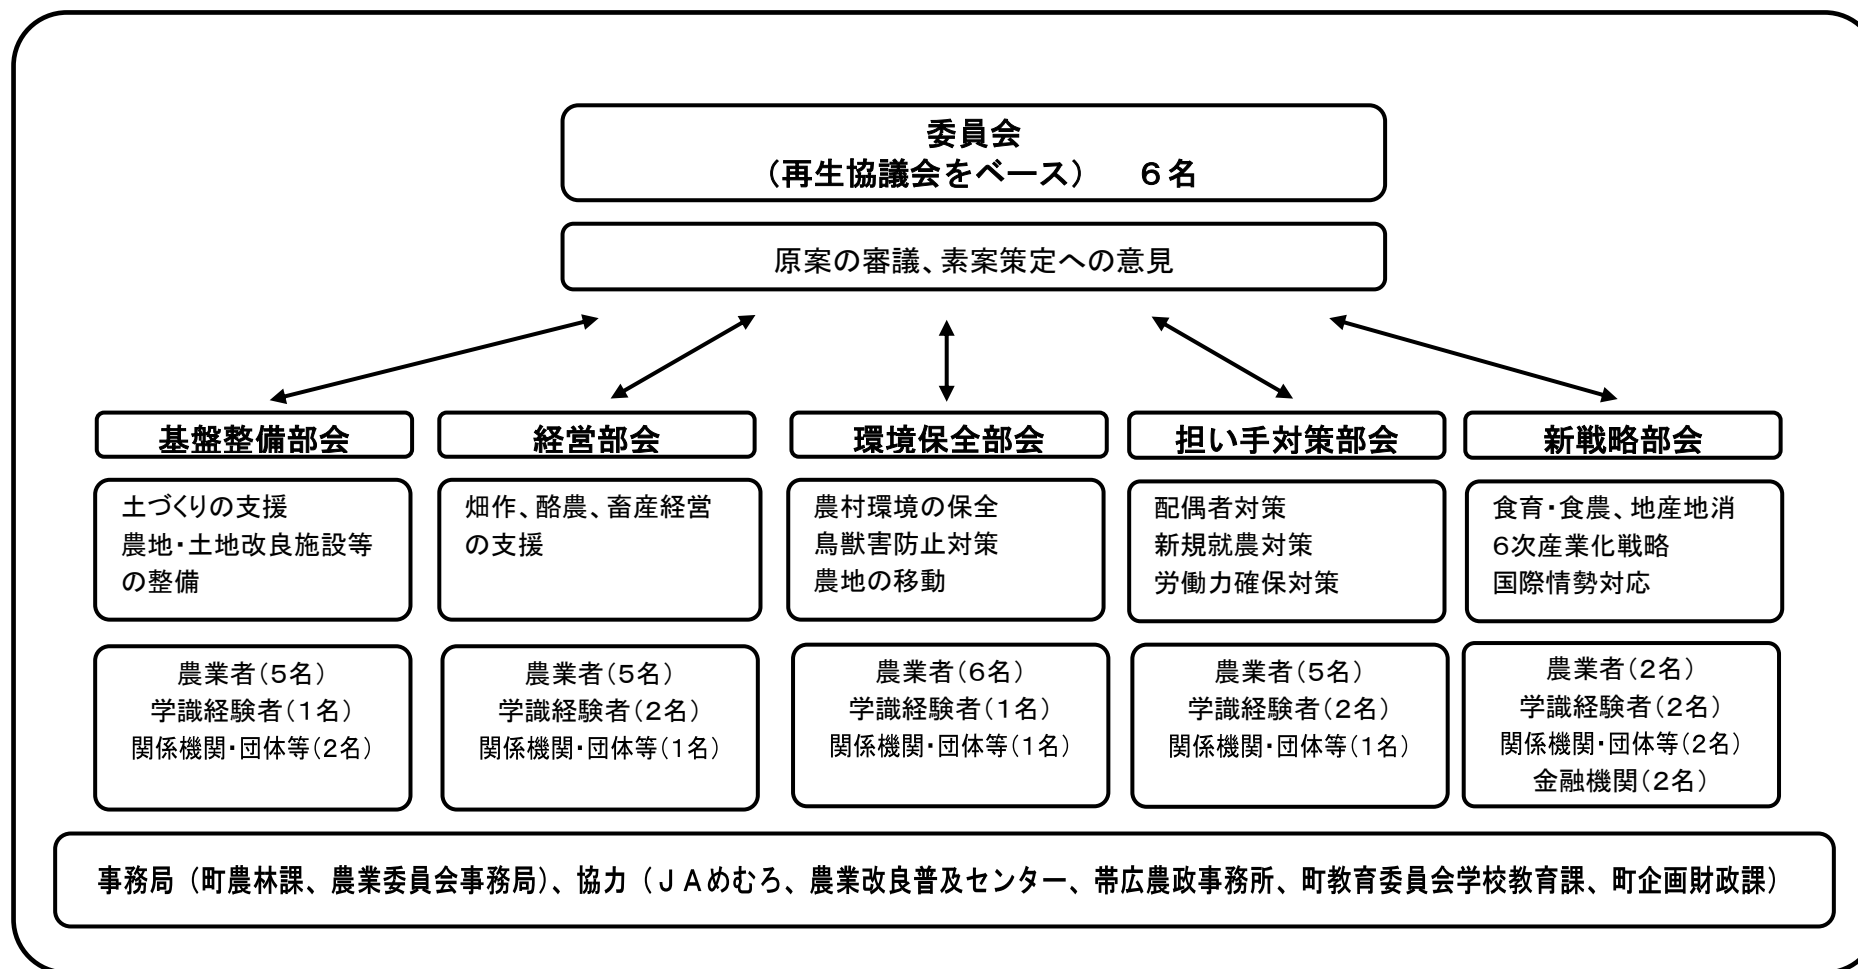 委員会
（再生協議会をベース）　６名
原案の審議、素案策定への意見
基盤整備部会
土づくりの支援
農地・土地改良施設等
の整備
農業者（5名）
学識経験者（1名）
関係機関・団体等（2名）
経営部会
畑作、酪農、畜産経営
の支援
農業者（5名）
学識経験者（2名）
関係機関・団体等（1名）
環境保全部会
農村環境の保全
鳥獣害防止対策
農地の移動
農業者（6名）
学識経験者（1名）
関係機関・団体等（1名）
担い手対策部会
配偶者対策
新規就農対策
労働力確保対策
農業者（5名）
学識経験者（2名）
関係機関・団体等（1名）
新戦略部会
食育・食農、地産地消
6次産業化戦略
国際情勢対応
農業者（2名）
学識経験者（2名）
関係機関・団体等（2名）
金融機関（2名）
事務局（町農林課、農業委員会事務局）、協力（ＪＡめむろ、農業改良普及センター、帯広農政事務所、町教育委員会学校教育課、町企画財政課）